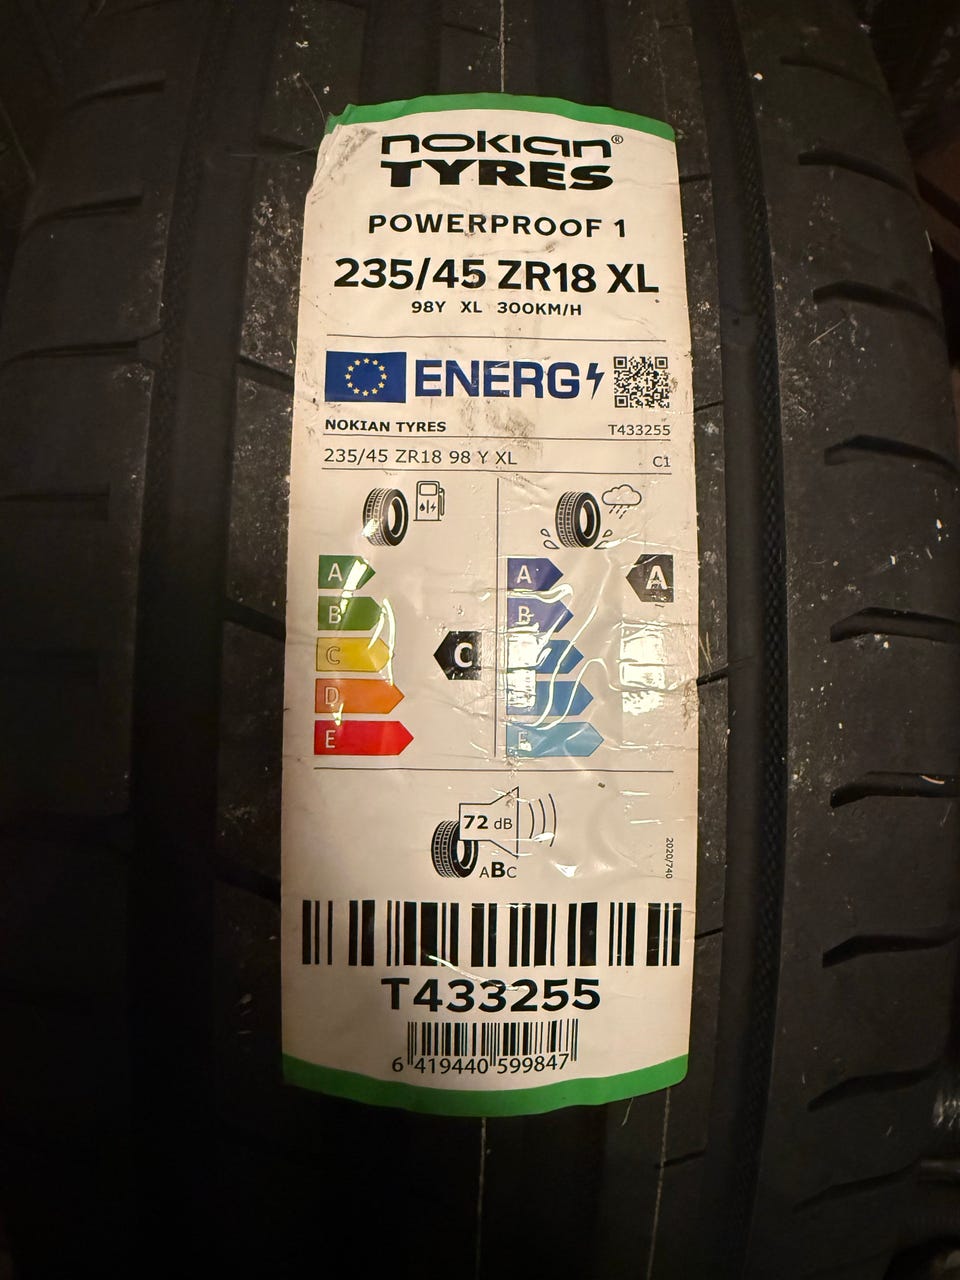 nokian®
TYRES
POWERPROOF 1
235/45 ZR18 XL
98Y XL 300KM/H
ENERG
NOKIAN TYRES T433255
235/45 ZR18 98 Y XL C1
A A A
B B
C C
D
E E
72 dB
ABC
2020/740
T433255
6 419440 599847